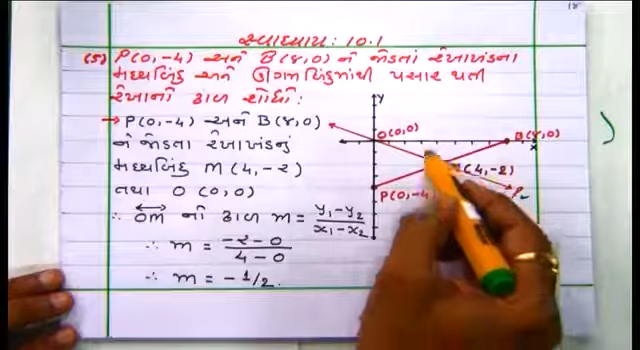 સ્વાધ્યાય: 10.1
(5) P(0,-4) અને B(8,0) ને જોડતાં રેખાખંડના
મધ્યબિંદુ અને ઊગમબિંદુમાંથી પસાર થતી
રેખાનો ઢાળ શોધો:
→ P(0,-4) અને B(8,0)
ને જોડતા રેખાખંડનું
મધ્યબિંદુ M(4,-2)
તથા O(0,0)
∴ OM નો ઢાળ m = y₁-y₂/x₁-x₂
∴ m = -2-0/4-0
∴ m = -1/2.
y
O(0,0)
B(8,0)
x
(4,-2)
P(0,-4